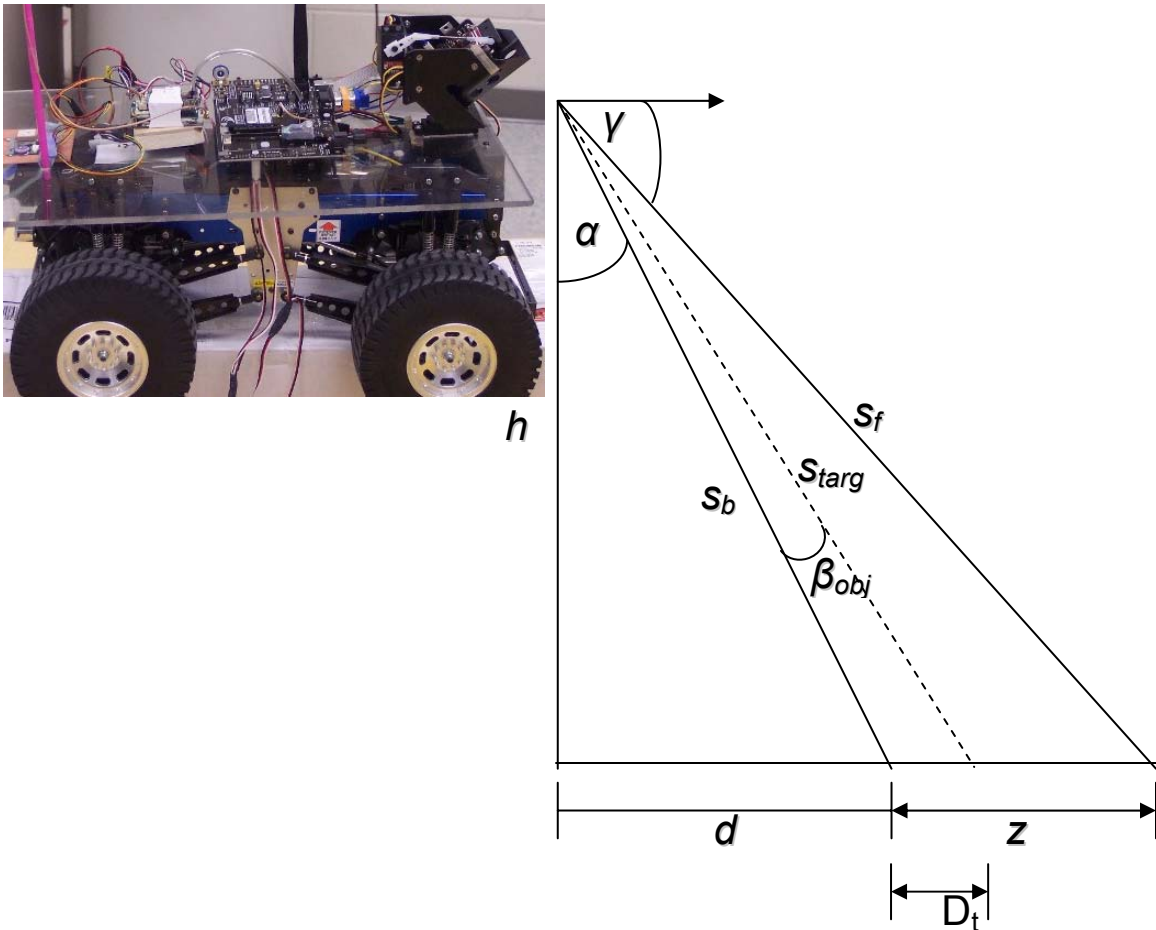 γ
α
h
s_f
s_targ
s_b
β_obj
d
z
D_t